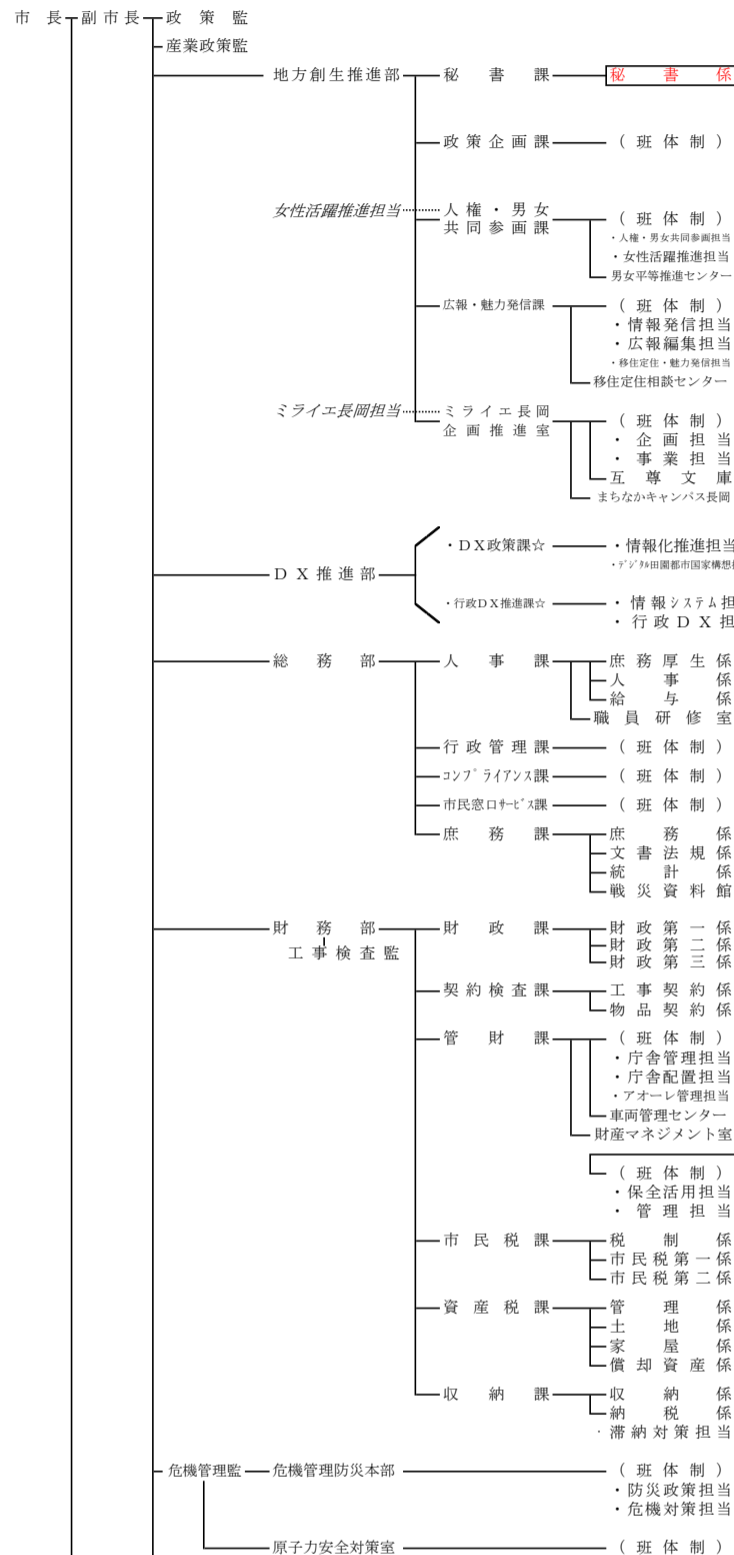 市長 副市長 政策監
産業政策監
地方創生推進部 秘書課 秘書係
政策企画課 (班体制)
女性活躍推進担当 人権・男女
共同参画課 (班体制)
・人権・男女共同参画担当
・女性活躍推進担当
男女平等推進センター
広報・魅力発信課 (班体制)
・情報発信担当
・広報編集担当
・移住定住・魅力発信担当
移住定住相談センター
ミライエ長岡担当 ミライエ長岡
企画推進室 (班体制)
・企画担当
・事業担当
互尊文庫
まちなかキャンパス長岡
・DX政策課☆ ・情報化推進担当
・デジタル田園都市国家構想
DX推進部
・行政DX推進課☆ ・情報システム担
・行政DX担
総務部 人事課 庶務厚生係
人事係
給与係
職員研修室
行政管理課 (班体制)
コンプライアンス課 (班体制)
市民窓口サービス課 (班体制)
庶務課 庶務係
文書法規係
統計係
戦災資料館
財務部 財政課 財政第一係
工事検査監 財政第二係
財政第三係
契約検査課 工事契約係
物品契約係
管財課 (班体制)
・庁舎管理担当
・庁舎配置担当
・アオーレ管理担当
車両管理センター
財産マネジメント室
(班体制)
・保全活用担当
・管理担当
市民税課 税制係
市民税第一係
市民税第二係
資産税課 管理係
土地係
家屋係
償却資産係
収納課 収納係
納税係
・滞納対策担当
危機管理監 危機管理防災本部 (班体制)
・防災政策担当
・危機対策担当
原子力安全対策室 (班体制)